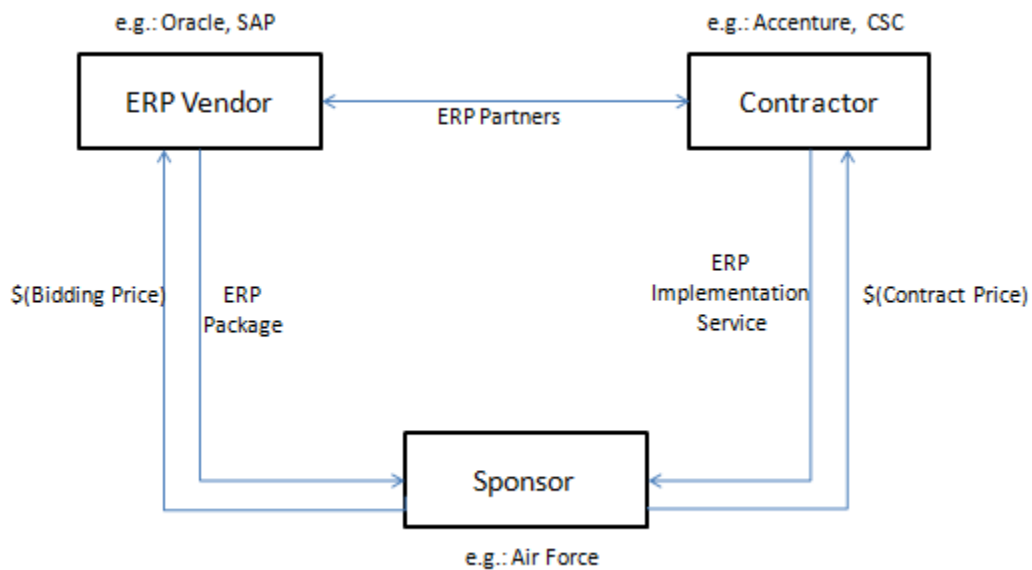 e.g.: Oracle, SAP
e.g.: Accenture, CSC
ERP Vendor
Contractor
ERP Partners
$(Bidding Price)
ERP
Package
ERP
Implementation
Service
$(Contract Price)
Sponsor
e.g.: Air Force